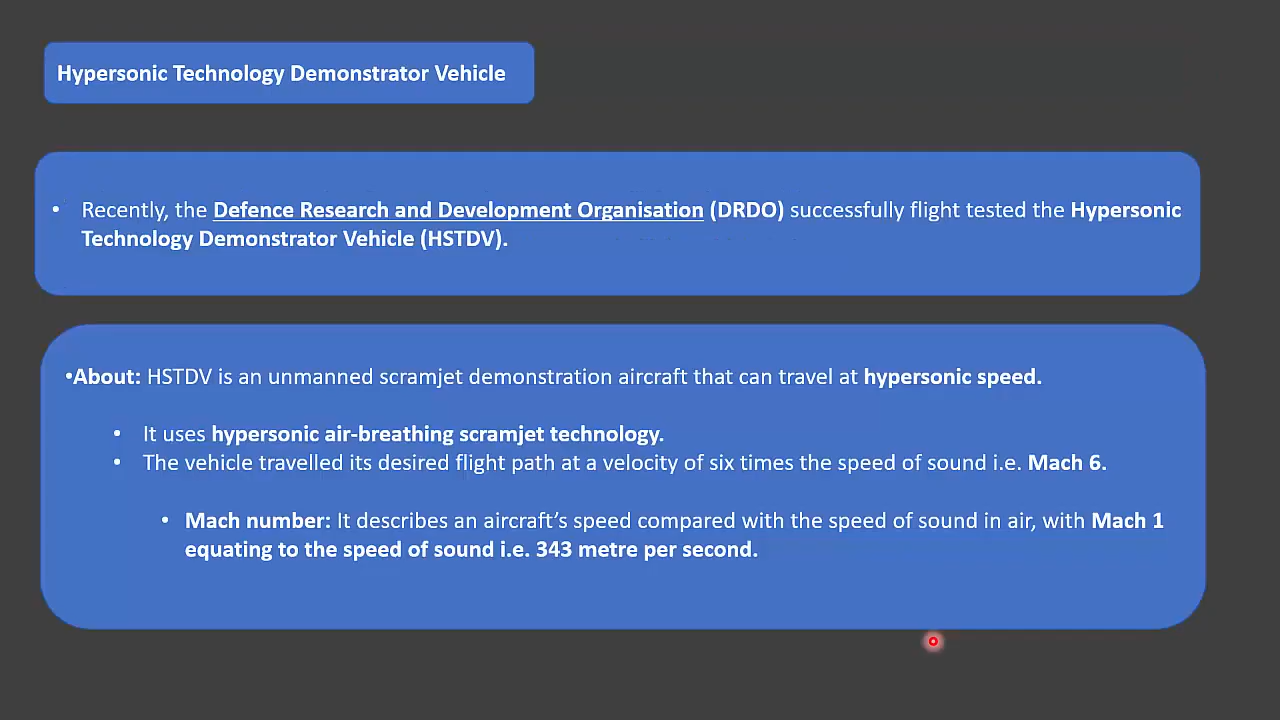 Hypersonic Technology Demonstrator Vehicle
• Recently, the Defence Research and Development Organisation (DRDO) successfully flight tested the Hypersonic
Technology Demonstrator Vehicle (HSTDV).
•About: HSTDV is an unmanned scramjet demonstration aircraft that can travel at hypersonic speed.
• It uses hypersonic air-breathing scramjet technology.
• The vehicle travelled its desired flight path at a velocity of six times the speed of sound i.e. Mach 6.
• Mach number: It describes an aircraft’s speed compared with the speed of sound in air, with Mach 1
equating to the speed of sound i.e. 343 metre per second.